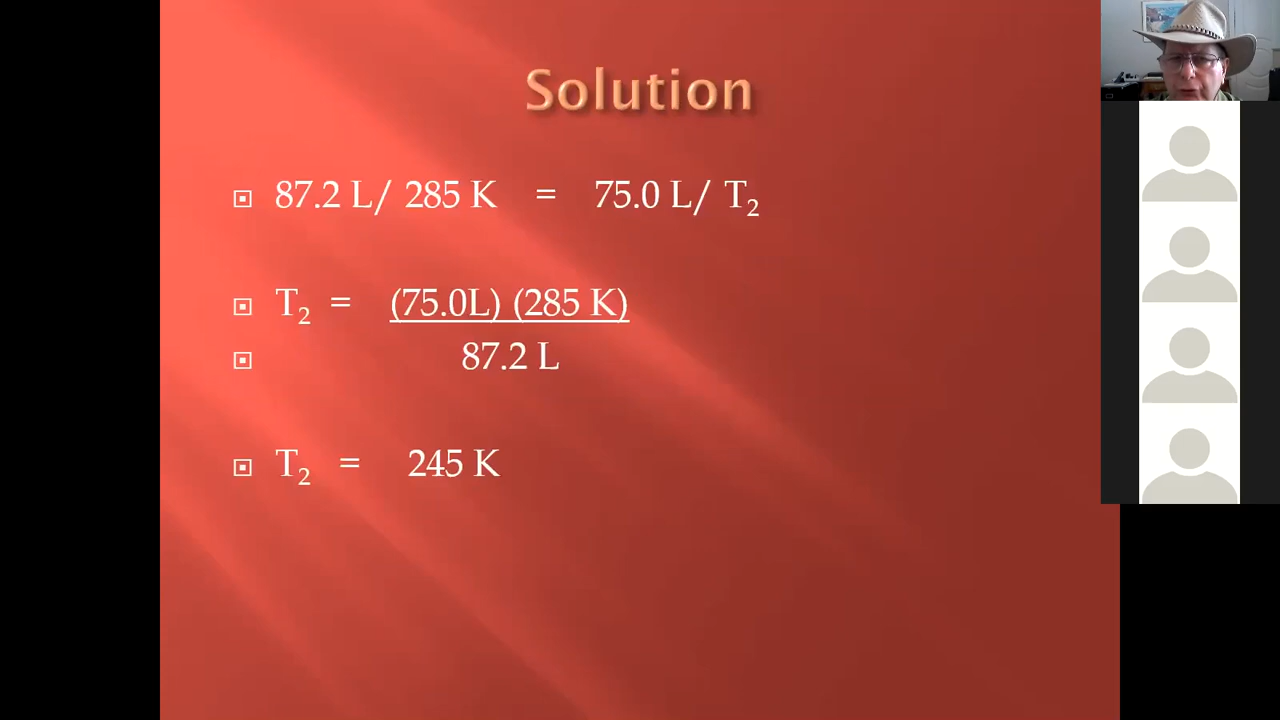 Solution
87.2 L/ 285 K = 75.0 L/ T₂
T₂ = (75.0L) (285 K)
87.2 L
T₂ = 245 K